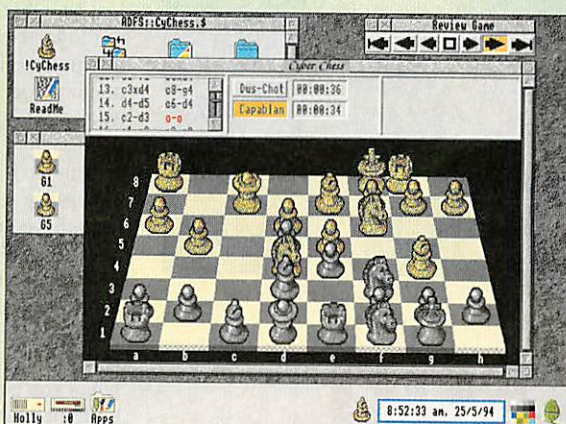 ADFS::CyChess.$
Review Game
!CyChess
ReadMe
Cyber Chess
13. c3xd4 c8-g4
14. d4-d5 c6-d4
15. c2-d3 o-o
Dus-Chot 00:00:36
Capablan 00:00:34
G1
G5
8
7
6
5
4
3
2
1
a b c d e f g h
Holly :0 Apps
8:52:33 am, 25/5/94